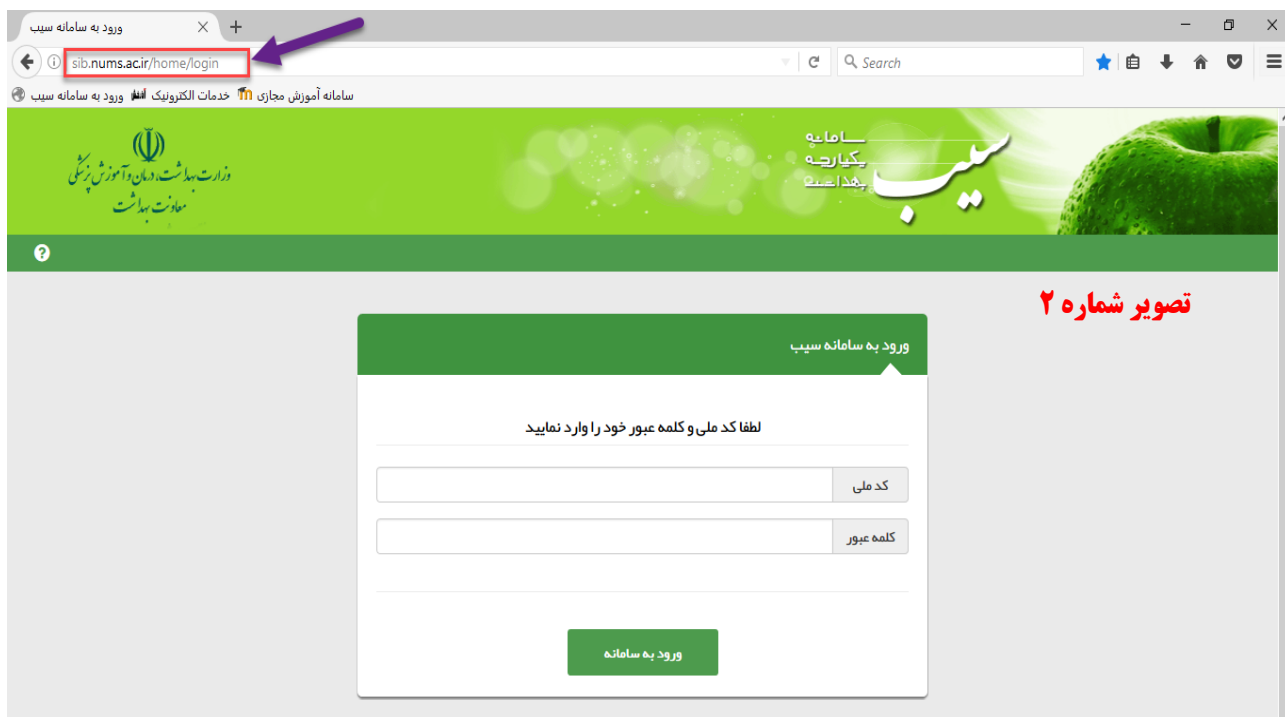 ورود به سامانه سیب
sib.nums.ac.ir/home/login
Search
سامانه آموزش مجازی
خدمات الکترونیک
ورود به سامانه سیب
وزارت بهداشت، درمان و آموزش پزشکی
معاونت بهداشت
سامانه
یکپارچه
بهداشت
سیب
?
تصویر شماره ۲
ورود به سامانه سیب
لطفا کد ملی و کلمه عبور خود را وارد نمایید
کد ملی
کلمه عبور
ورود به سامانه